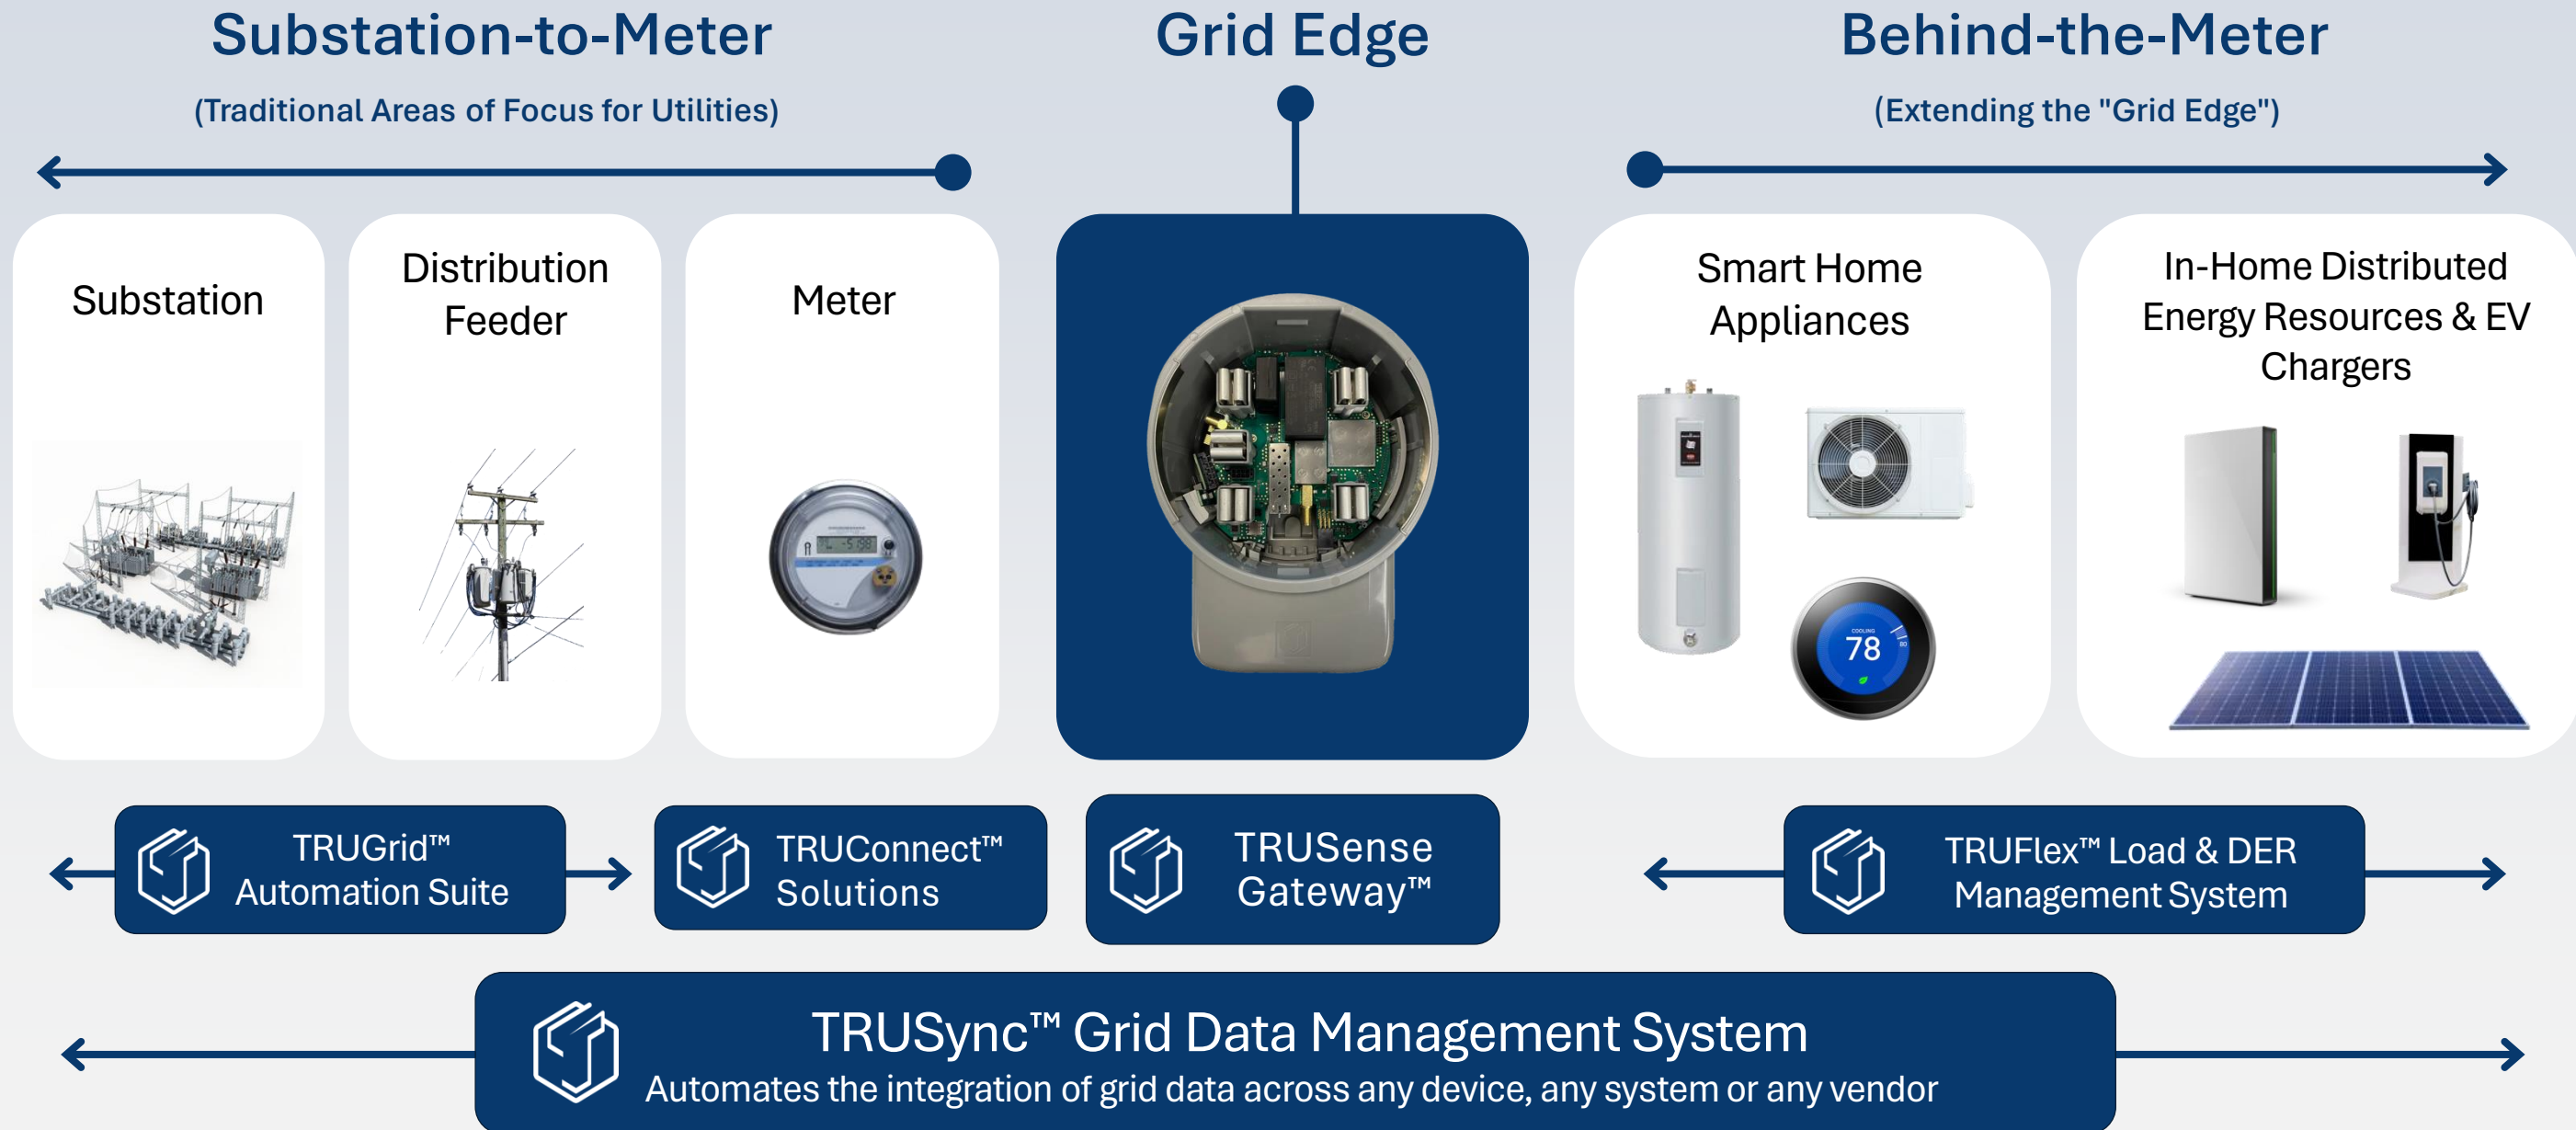 Substation-to-Meter
(Traditional Areas of Focus for Utilities)
Grid Edge
Behind-the-Meter
(Extending the "Grid Edge")
Substation
Distribution
Feeder
Meter
Smart Home
Appliances
COOLING
78
80
In-Home Distributed
Energy Resources & EV
Chargers
TRUGrid™
Automation Suite
TRUConnect™
Solutions
TRUSense
Gateway™
TRUFlex™ Load & DER
Management System
TRUSync™ Grid Data Management System
Automates the integration of grid data across any device, any system or any vendor